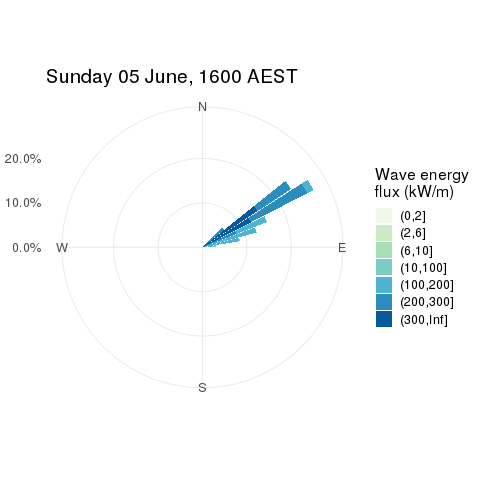 Sunday 05 June, 1600 AEST
N
20.0%
10.0%
0.0%
W
E
S
Wave energy
flux (kW/m)
(0,2]
(2,6]
(6,10]
(10,100]
(100,200]
(200,300]
(300,Inf]